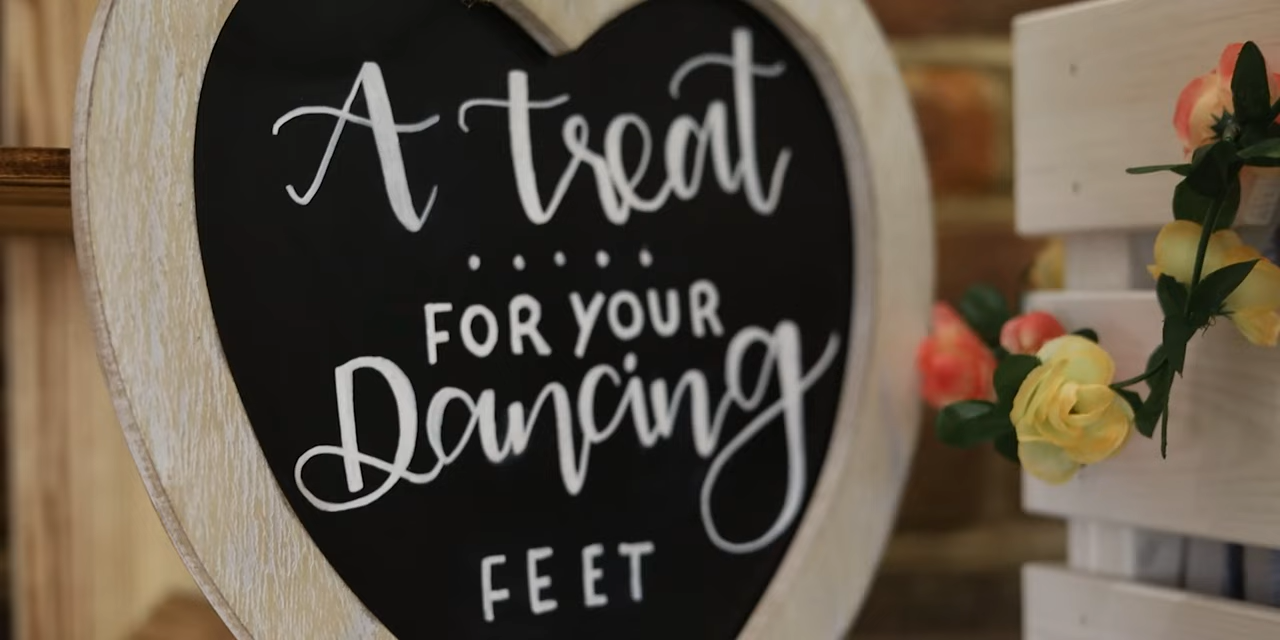 A treat
.....
FOR YOUR
Dancing
FEET